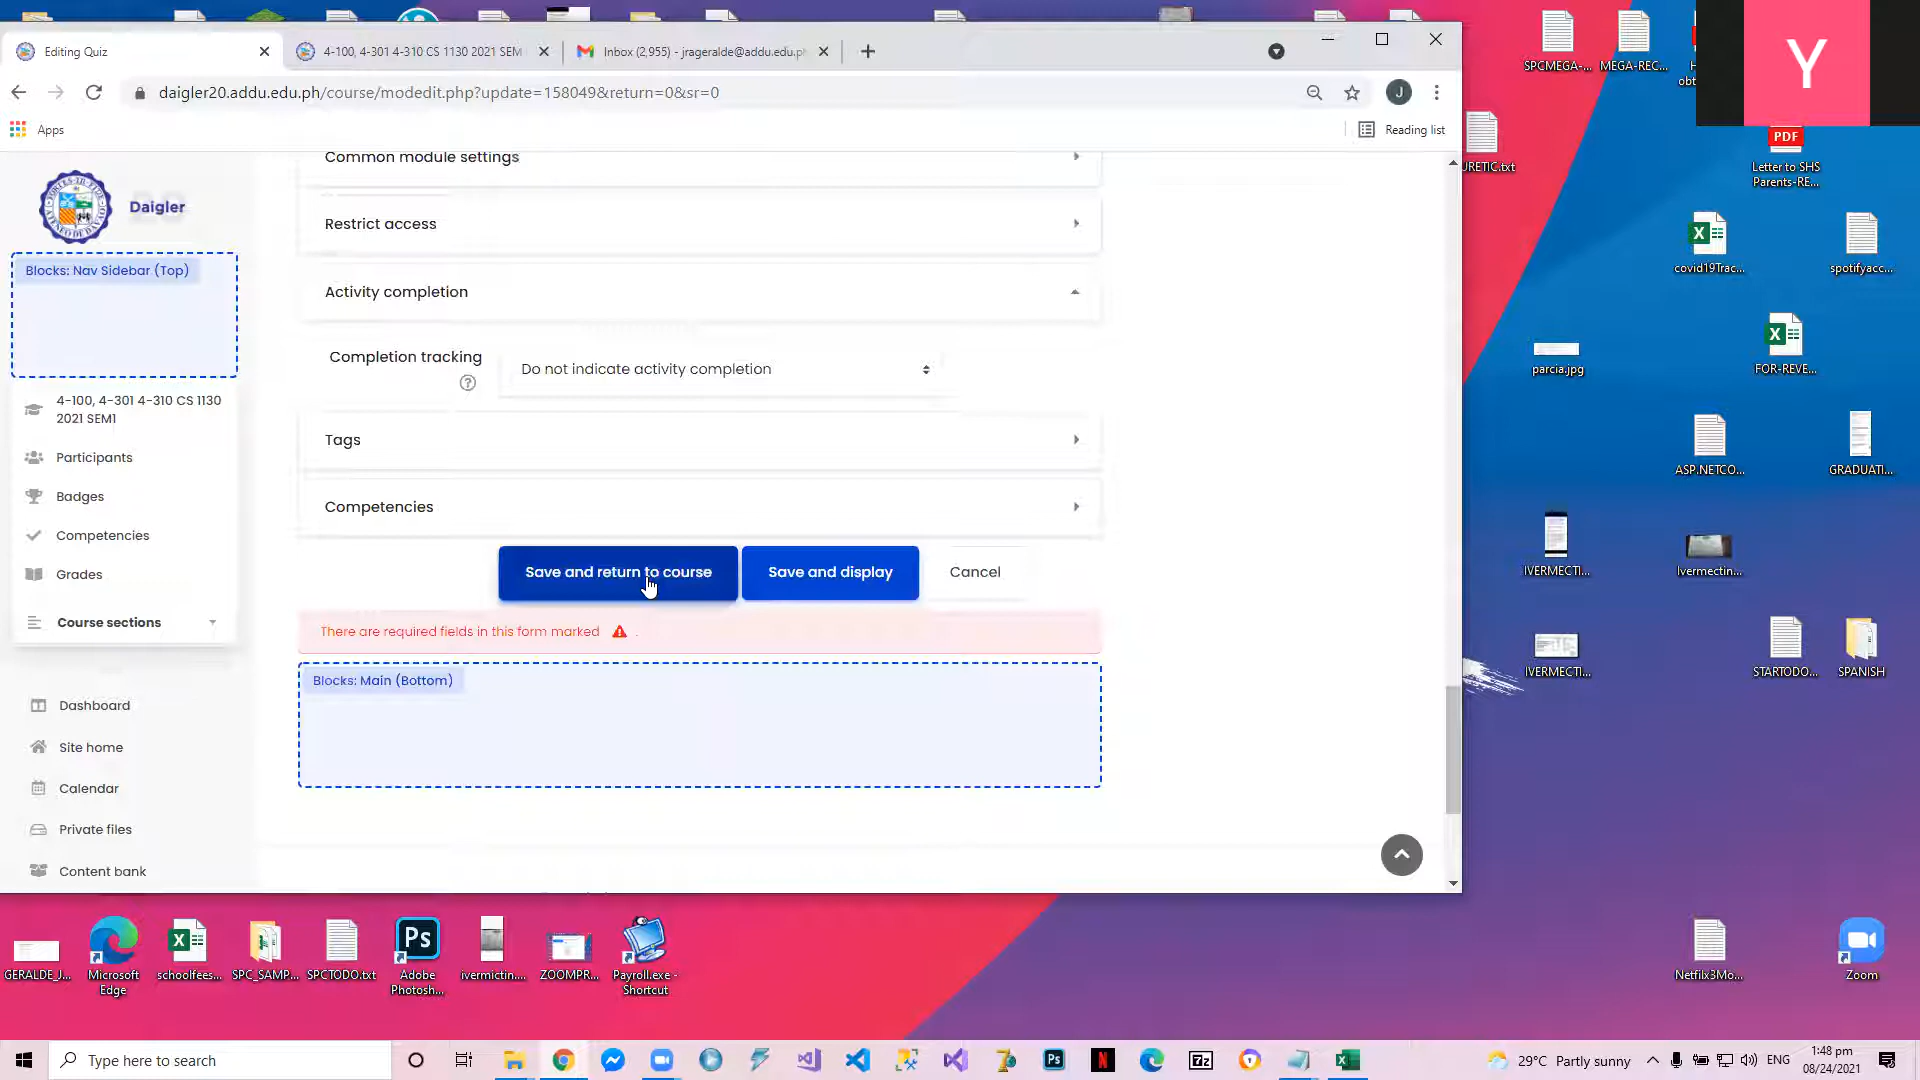 Editing Quiz
4-100, 4-301 4-310 CS 1130 2021 SEM
Inbox (2,955) - jrageralde@addu.edu.p
daigler20.addu.edu.ph/course/modedit.php?update=158049&return=0&sr=0
J
Apps
Reading list
Daigler
Blocks: Nav Sidebar (Top)
4-100, 4-301 4-310 CS 1130
2021 SEM1
Participants
Badges
Competencies
Grades
Course sections
Dashboard
Site home
Calendar
Private files
Content bank
Common module settings
Restrict access
Activity completion
Completion tracking
Do not indicate activity completion
Tags
Competencies
Save and return to course
Save and display
Cancel
There are required fields in this form marked .
Blocks: Main (Bottom)
SPCMEGA-...
MEGA-REC...
Y
URETIC.txt
PDF
Letter to SHS
Parents-RE...
covid19Trac...
spotifyacc...
parcia.jpg
FOR-REVE...
ASP.NETCO...
GRADUATI...
IVERMECTI...
Ivermectin...
IVERMECTI...
STARTODO...
SPANISH
GERALDE_J...
Microsoft
Edge
schoolfees...
SPC_SAMP...
SPCTODO.txt
Ps
Adobe
Photosh...
ivermictin....
ZOOMPR...
Payroll.exe -
Shortcut
Netflix3Mo...
Zoom
Type here to search
29°C Partly sunny
ENG
1:48 pm
08/24/2021